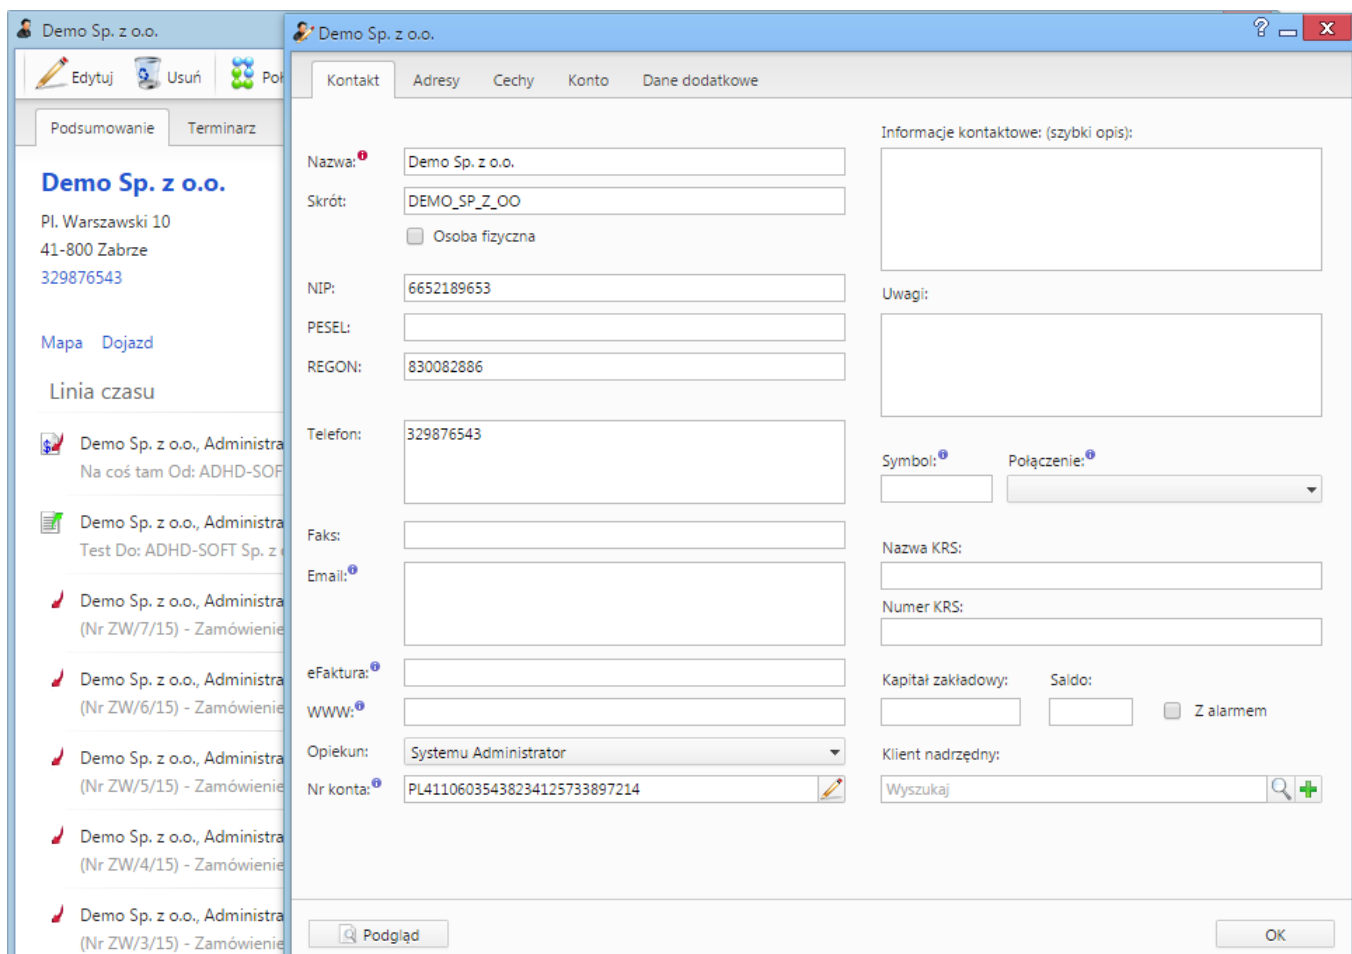 Demo Sp. z o.o.
Edytuj
Usuń
Podsumowanie
Terminarz
Demo Sp. z o.o.
Pl. Warszawski 10
41-800 Zabrze
329876543
Mapa Dojazd
Linia czasu
Demo Sp. z o.o., Administra
Na coś tam Od: ADHD-SOF
Demo Sp. z o.o., Administra
Test Do: ADHD-SOFT Sp. z
Demo Sp. z o.o., Administra
(Nr ZW/7/15) - Zamówienie
Demo Sp. z o.o., Administra
(Nr ZW/6/15) - Zamówienie
Demo Sp. z o.o., Administra
(Nr ZW/5/15) - Zamówienie
Demo Sp. z o.o., Administra
(Nr ZW/4/15) - Zamówienie
Demo Sp. z o.o., Administra
(Nr ZW/3/15) - Zamówienie
Demo Sp. z o.o.
Kontakt Adresy Cechy Konto Dane dodatkowe
Nazwa: Demo Sp. z o.o.
Skrót: DEMO_SP_Z_OO
Osoba fizyczna
NIP: 6652189653
PESEL:
REGON: 830082886
Telefon: 329876543
Faks:
Email:
eFaktura:
WWW:
Opiekun: Systemu Administrator
Nr konta: PL41106035438234125733897214
Informacje kontaktowe: (szybki opis):
Uwagi:
Symbol: Połączenie:
Nazwa KRS:
Numer KRS:
Kapitał zakładowy: Saldo:
Z alarmem
Klient nadrzędny:
Wyszukaj
Podgląd
OK